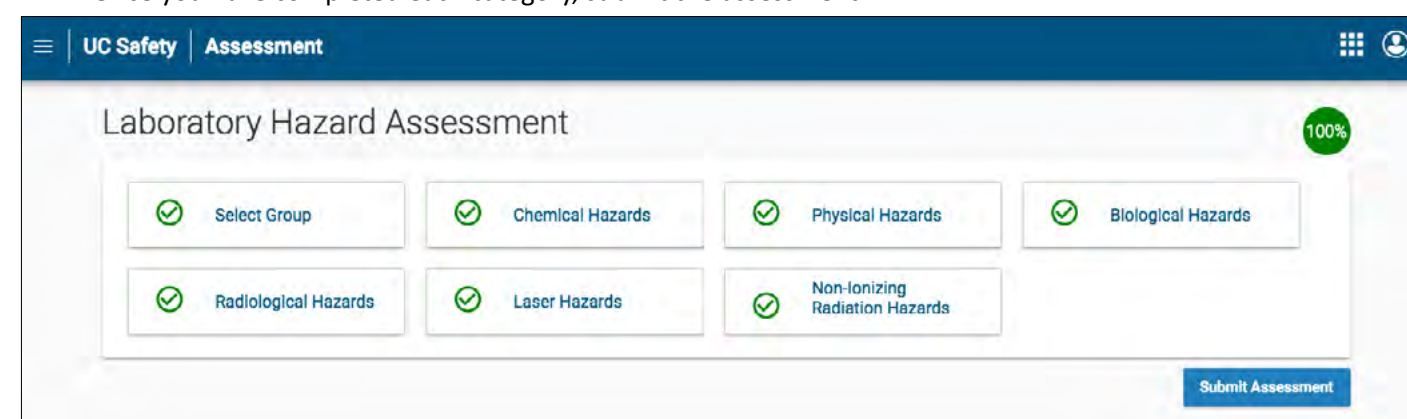 UC Safety Assessment
Laboratory Hazard Assessment
100%
Select Group
Chemical Hazards
Physical Hazards
Biological Hazards
Radiological Hazards
Laser Hazards
Non-Ionizing
Radiation Hazards
Submit Assessment